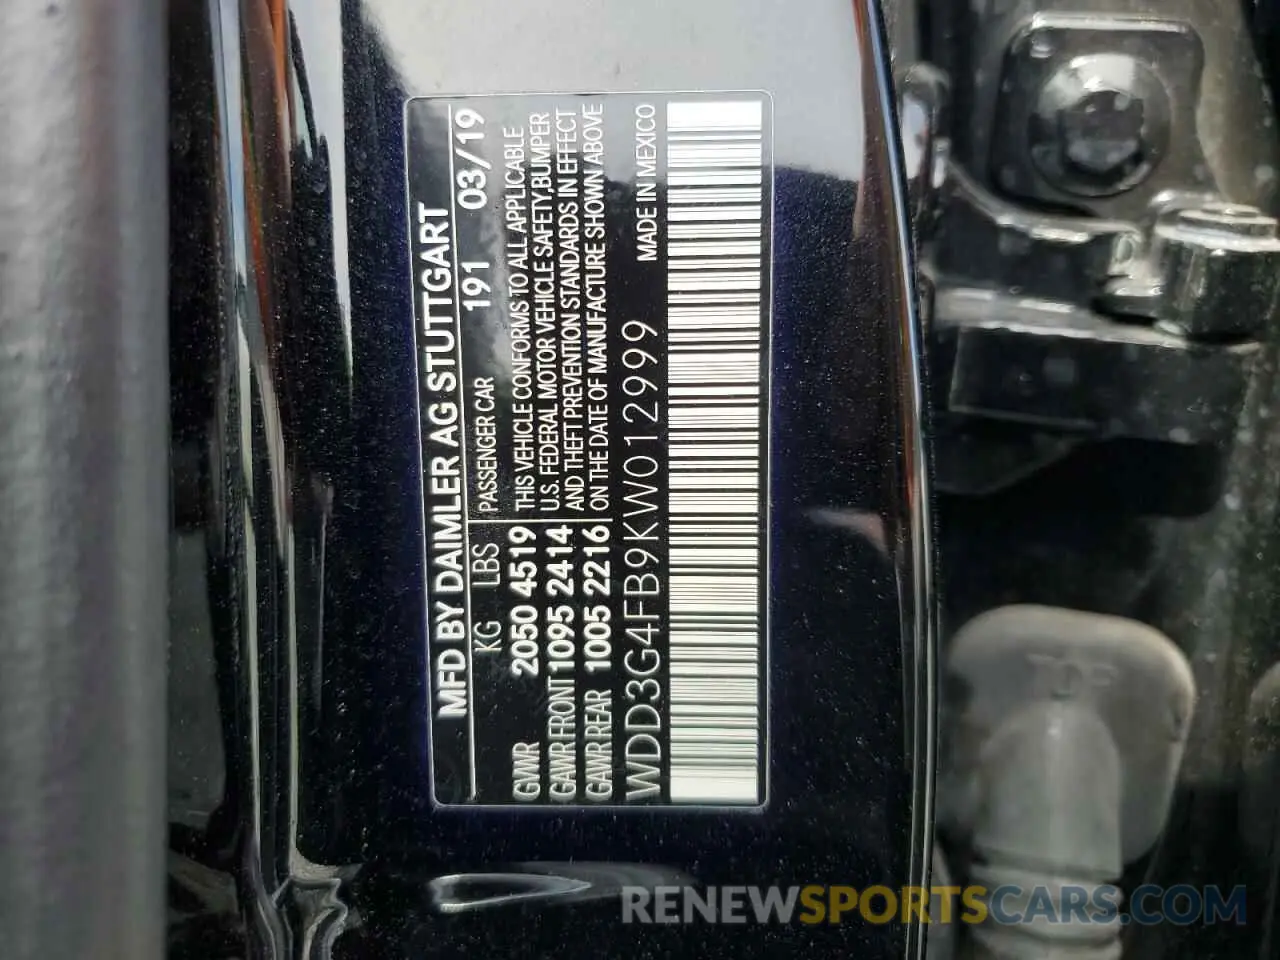 MFD BY DAIMLER AG STUTTGART
KG LBS PASSENGER CAR 191 03/19
GVWR 2050 4519 THIS VEHICLE CONFORMS TO ALL APPLICABLE
GAWR FRONT 1095 2414 U.S. FEDERAL MOTOR VEHICLE SAFETY,BUMPER
AND THEFT PREVENTION STANDARDS IN EFFECT
GAWR REAR 1005 2216 ON THE DATE OF MANUFACTURE SHOWN ABOVE
WDD3G4FB9KW012999 MADE IN MEXICO
TOP
RENEWSPORTSCARS.COM